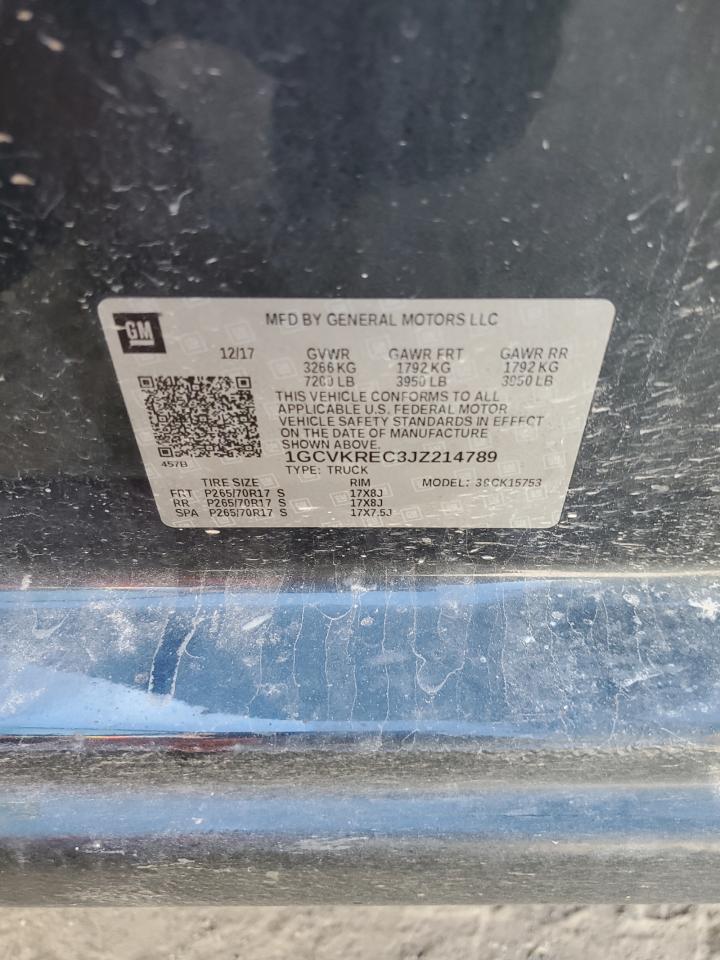 GM
MFD BY GENERAL MOTORS LLC
12/17 GVWR GAWR FRT GAWR RR
3266 KG 1792 KG 1792 KG
7200 LB 3950 LB 3950 LB
THIS VEHICLE CONFORMS TO ALL
APPLICABLE U.S. FEDERAL MOTOR
VEHICLE SAFETY STANDARDS IN EFFECT
ON THE DATE OF MANUFACTURE
SHOWN ABOVE.
1GCVKREC3JZ214789
457B TYPE: TRUCK
TIRE SIZE RIM MODEL:
FRT P265/70R17 S 17X8J
RR P265/70R17 S 17X8J
SPA P265/70R17 S 17X7.5J